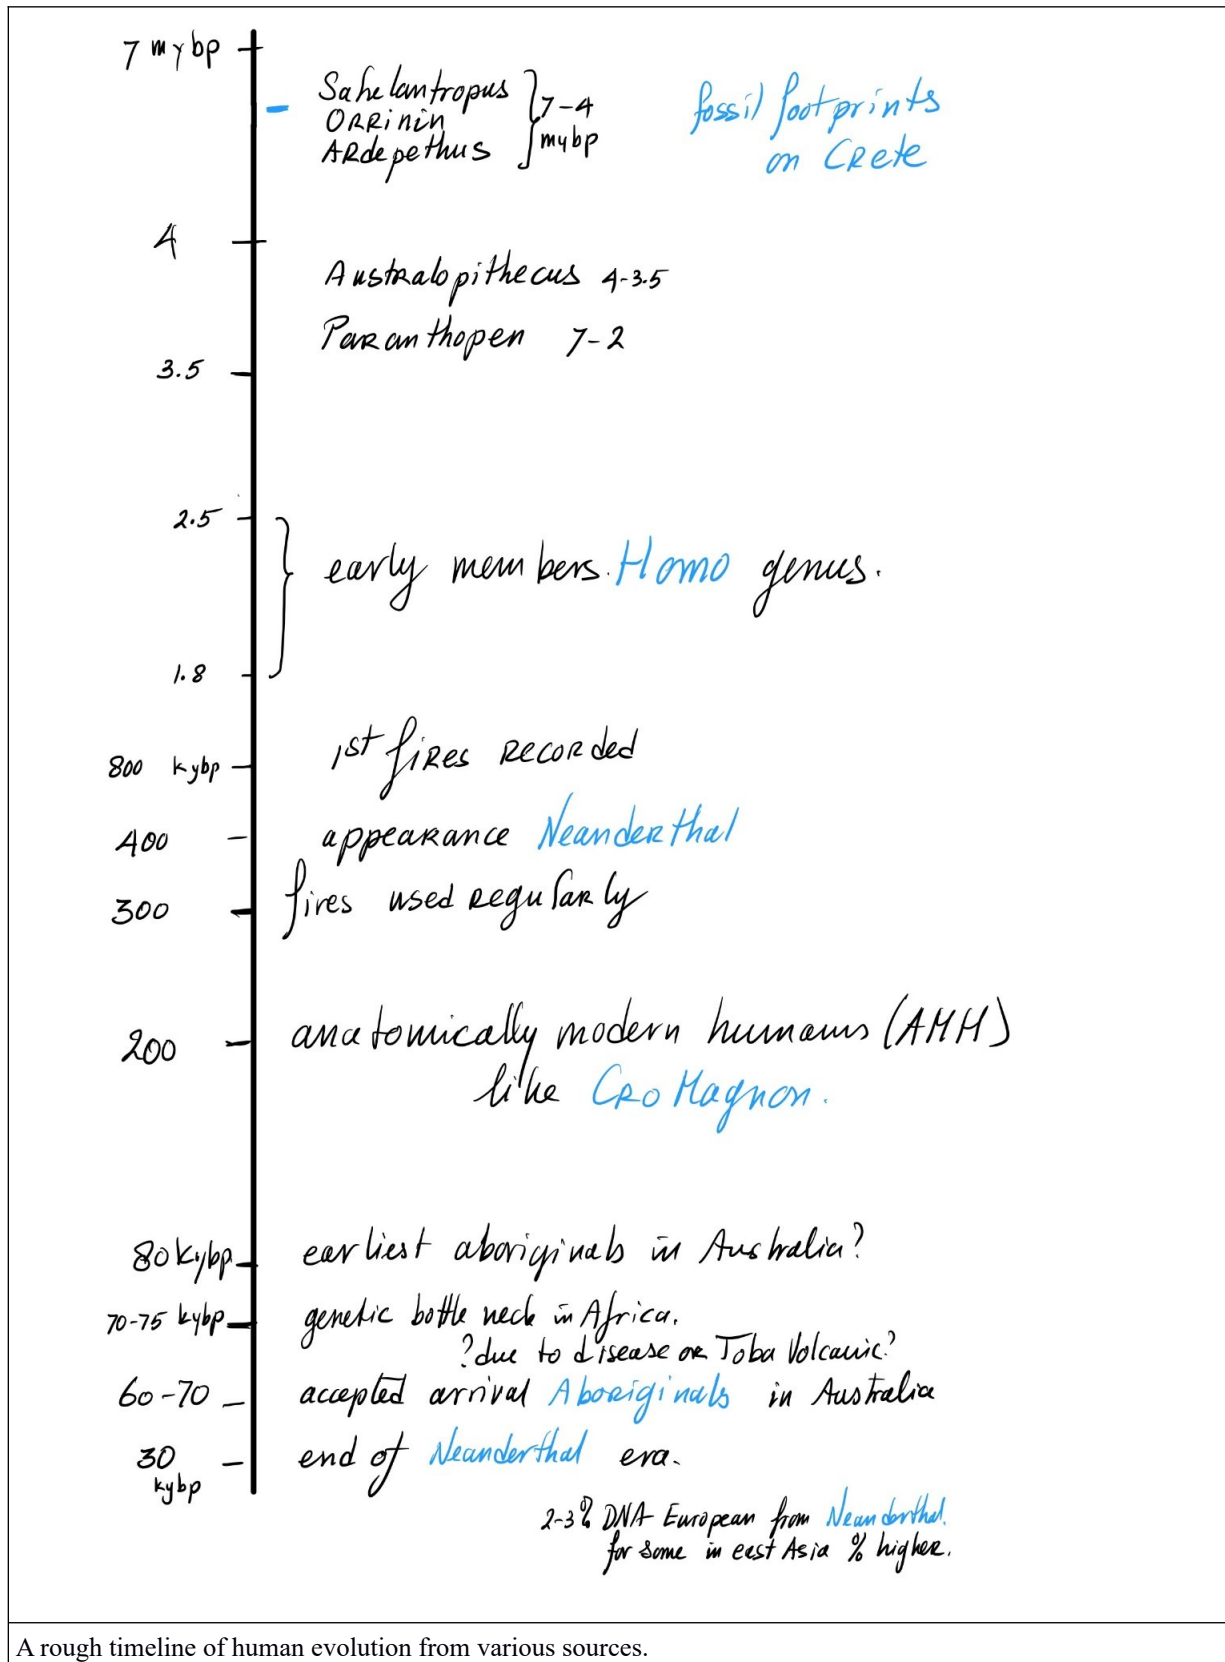 7 mybp
Sahelantropus
ORRinin
ARdepethus
7-4
mybp
fossil footprints
on CRete
4
Australopithecus 4-3.5
Paranthopen 7-2
3.5
2.5
early members. Homo genus.
1.8
1st fires recorded
800 kybp
400 appearance Neanderthal
300 fires used regularly
200 anatomically modern humans (AMH)
like Cro Magnon.
80 kybp earliest aboriginals in Australia?
70-75 kybp genetic bottle neck in Africa.
?due to disease or Toba Volcanic?
60-70 accepted arrival Aboriginals in Australia
30 end of Neanderthal era.
kybp
2-3% DNA European from Neanderthal.
for some in east Asia % higher.
A rough timeline of human evolution from various sources.